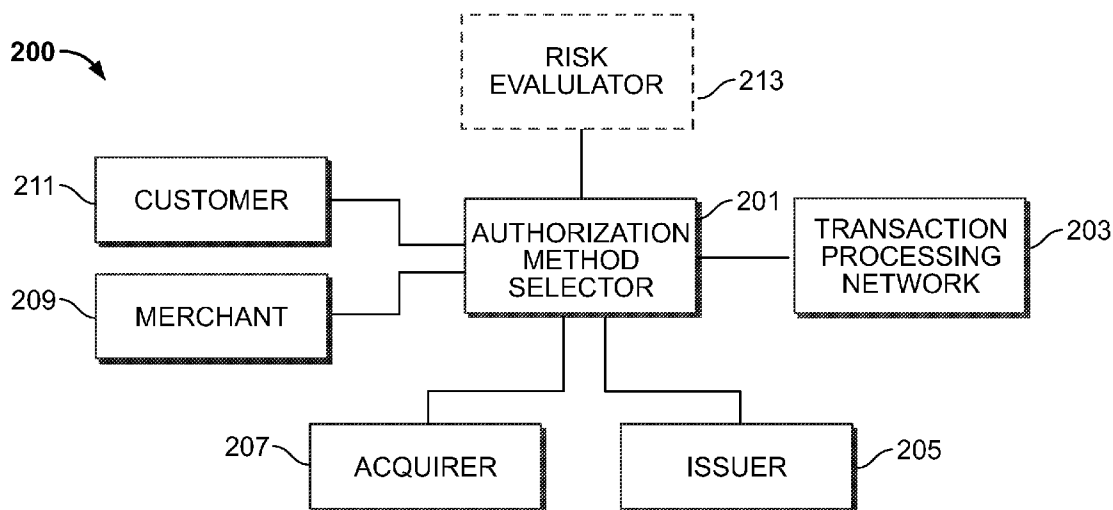 200
RISK
EVALULATOR
213
211
CUSTOMER
201
AUTHORIZATION
METHOD
SELECTOR
TRANSACTION
PROCESSING
NETWORK
203
209
MERCHANT
207
ACQUIRER
ISSUER
205